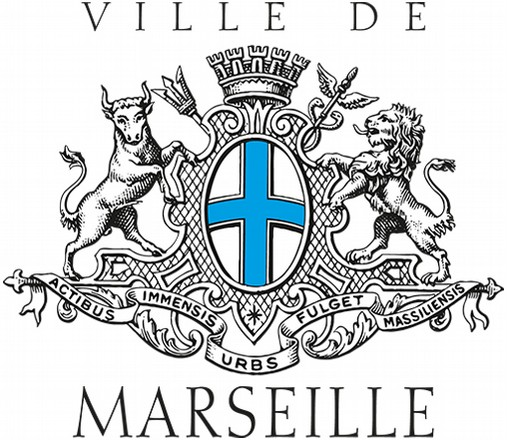 VILLE DE
ACTIBUS IMMENSIS URBS FULGET MASSILIENSIS
MARSEILLE